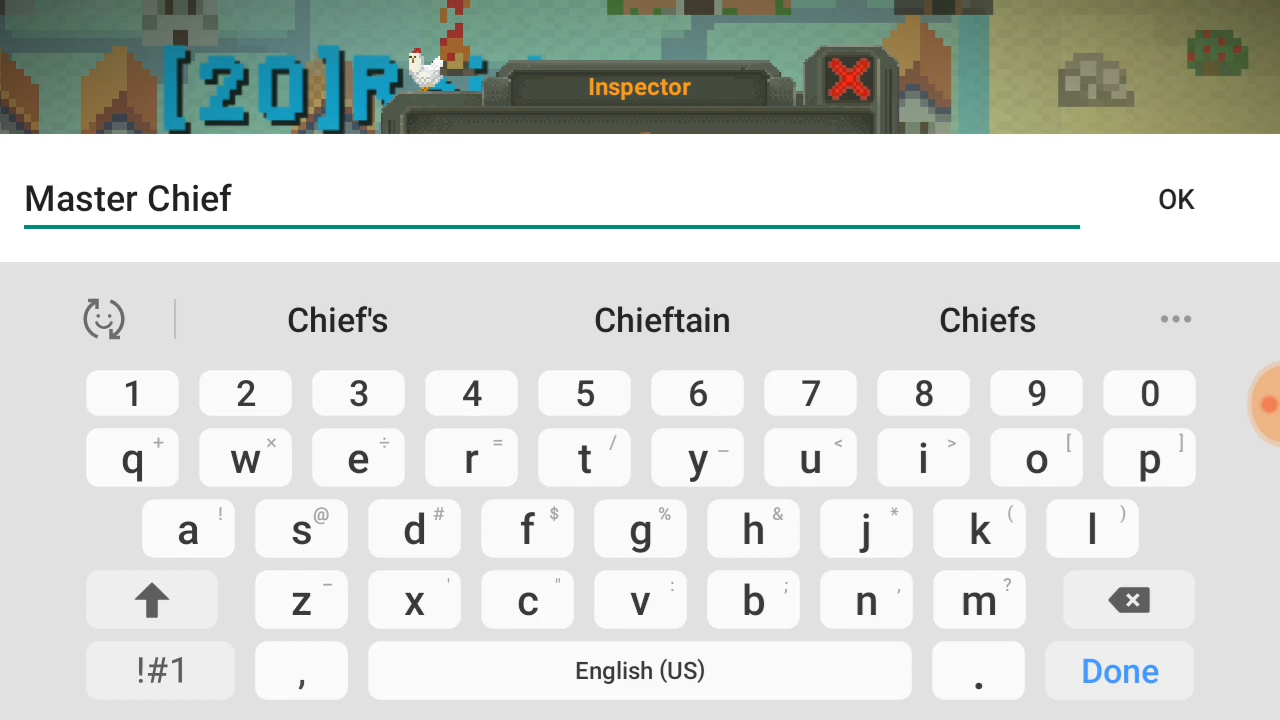 [20]R
Inspector
Master Chief
OK
Chief's Chieftain Chiefs
1 2 3 4 5 6 7 8 9 0
q + w × e ÷ r = t / y _ u < i > o [ p ]
a ! s @ d # f $ g % h & j * k ( l )
z - x ' c " v : b ; n , m ?
!#1 , English (US) . Done